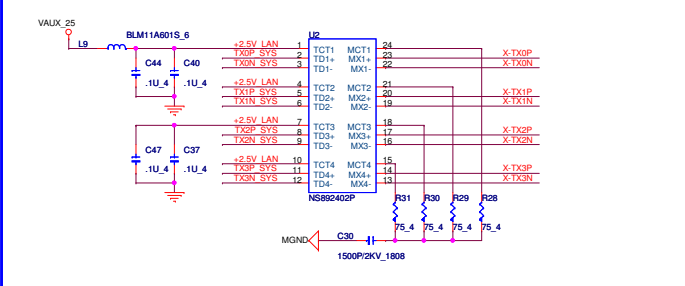 VAUX_25
L9 BLM11A601S_6 U2
+2.5V_LAN 1 TCT1 MCT1 24
TX0P_SYS 2 TD1+ MX1+ 23 X-TX0P
TX0N_SYS 3 TD1- MX1- 22 X-TX0N
C44 C40
.1U_4 .1U_4
+2.5V_LAN 4 TCT2 MCT2 21
TX1P_SYS 5 TD2+ MX2+ 20 X-TX1P
TX1N_SYS 6 TD2- MX2- 19 X-TX1N
+2.5V_LAN 7 TCT3 MCT3 18
TX2P_SYS 8 TD3+ MX3+ 17 X-TX2P
TX2N_SYS 9 TD3- MX3- 16 X-TX2N
C47 C37
.1U_4 .1U_4
+2.5V_LAN 10 TCT4 MCT4 15
TX3P_SYS 11 TD4+ MX4+ 14 X-TX3P
TX3N_SYS 12 TD4- MX4- 13 X-TX3N
NS892402P
R31 R30 R29 R28
75_4 75_4 75_4 75_4
MGND C30
1500P/2KV_1808